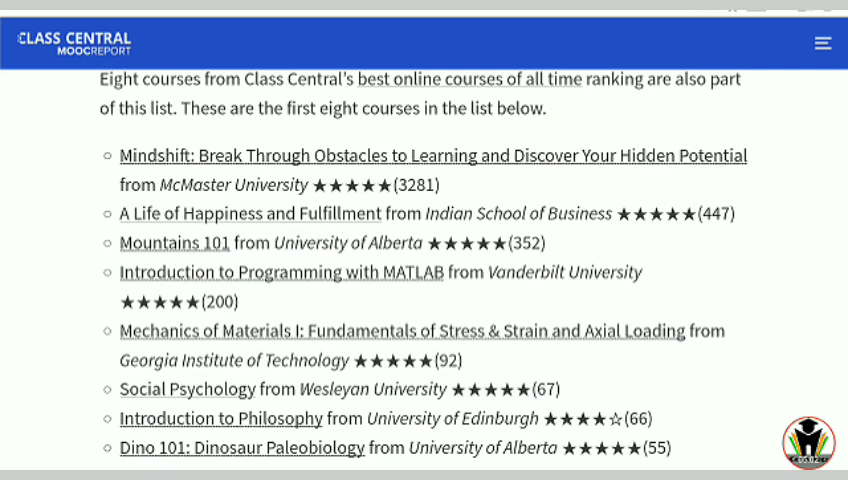 CLASS CENTRAL
MOOCREPORT
Eight courses from Class Central's best online courses of all time ranking are also part
of this list. These are the first eight courses in the list below.
Mindshift: Break Through Obstacles to Learning and Discover Your Hidden Potential
from McMaster University ★★★★★(3281)
A Life of Happiness and Fulfillment from Indian School of Business ★★★★★(447)
Mountains 101 from University of Alberta ★★★★★(352)
Introduction to Programming with MATLAB from Vanderbilt University
★★★★★(200)
Mechanics of Materials I: Fundamentals of Stress & Strain and Axial Loading from
Georgia Institute of Technology ★★★★★(92)
Social Psychology from Wesleyan University ★★★★★(67)
Introduction to Philosophy from University of Edinburgh ★★★★☆(66)
Dino 101: Dinosaur Paleobiology from University of Alberta ★★★★★(55)